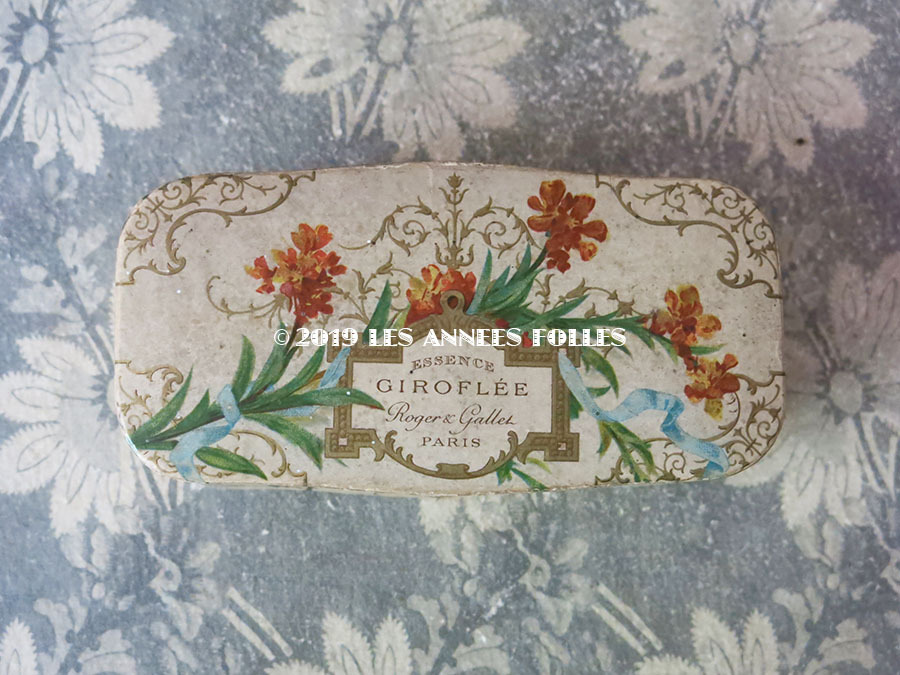 © 2019 LES ANNEES FOLLES
ESSENCE
GIROFLÉE
Roger & Gallet
PARIS